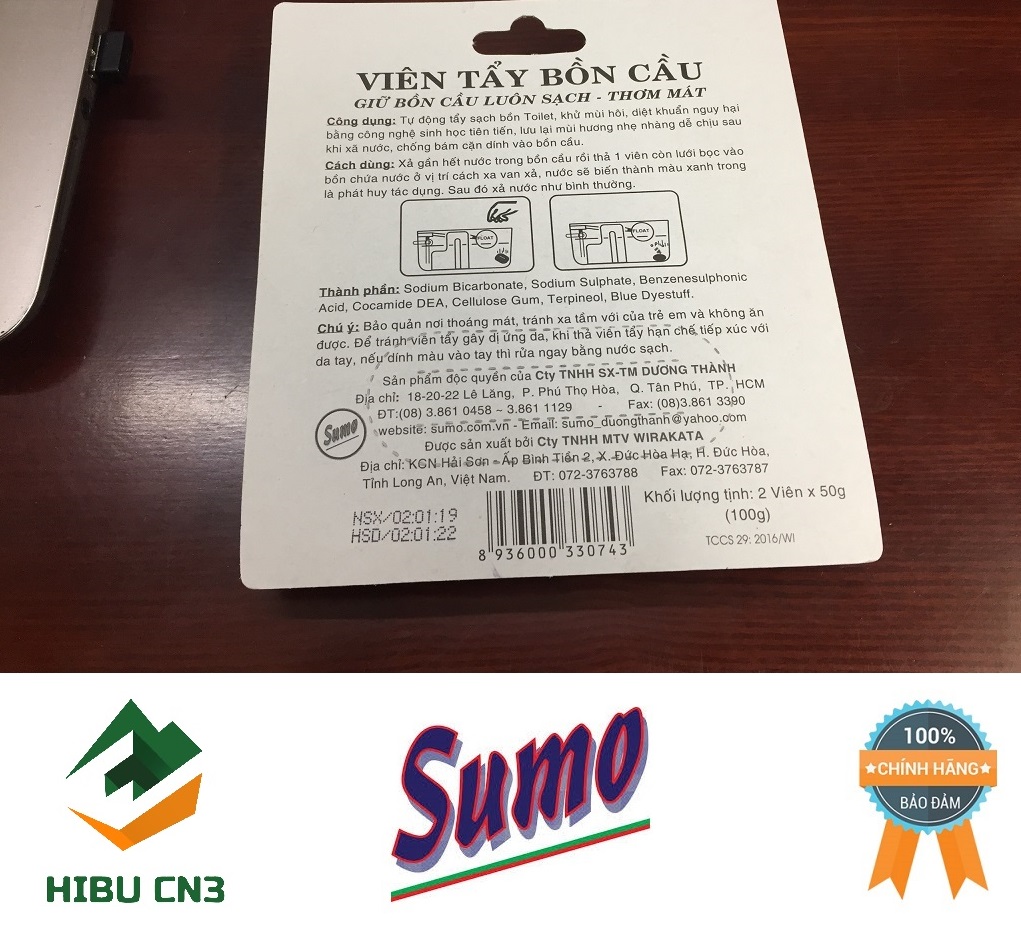 VIÊN TẨY BỒN CẦU
GIỮ BỒN CẦU LUÔN SẠCH - THƠM MÁT
Công dụng: Tự động tẩy sạch bồn Toilet, khử mùi hôi, diệt khuẩn nguy hại
bằng công nghệ sinh học tiên tiến, lưu lại mùi hương nhẹ nhàng dễ chịu sau
khi xã nước, chống bám cặn dính vào bồn cầu.
Cách dùng: Xả gần hết nước trong bồn cầu rồi thả 1 viên còn lưới bọc vào
bồn chứa nước ở vị trí cách xa van xả, nước sẽ biến thành màu xanh trong
là phát huy tác dụng. Sau đó xả nước như bình thường.
FLOAT
FLOAT
Thành phần: Sodium Bicarbonate, Sodium Sulphate, Benzenesulphonic
Acid, Cocamide DEA, Cellulose Gum, Terpineol, Blue Dyestuff.
Chú ý: Bảo quản nơi thoáng mát, tránh xa tầm với của trẻ em và không ăn
được. Để tránh viên tẩy gây dị ứng da, khi thả viên tẩy hạn chế tiếp xúc với
da tay, nếu dính màu vào tay thì rửa ngay bằng nước sạch.
Sản phẩm độc quyền của Cty TNHH SX-TM DƯƠNG THÀNH
Địa chỉ: 18-20-22 Lê Lăng, P. Phú Thọ Hòa, Q. Tân Phú, TP. HCM
ĐT:(08) 3.861 0458 ~ 3.861 1129 - Fax: (08)3.861 3390
Sumo
website: sumo.com.vn - Email: sumo_duongthanh@yahoo.com
Được sản xuất bởi Cty TNHH MTV WIRAKATA
Địa chỉ: KCN Hải Sơn - Ấp Bình Tiền 2, X. Đức Hòa Hạ, H. Đức Hòa,
Tỉnh Long An, Việt Nam. ĐT: 072-3763788 Fax: 072-3763787
NSX/02:01:19
HSD/02:01:22
8 936000 330743
Khối lượng tịnh: 2 Viên x 50g
(100g)
TCCS 29: 2016/WI
HIBU CN3
Sumo
100%
CHÍNH HÃNG
BẢO ĐẢM